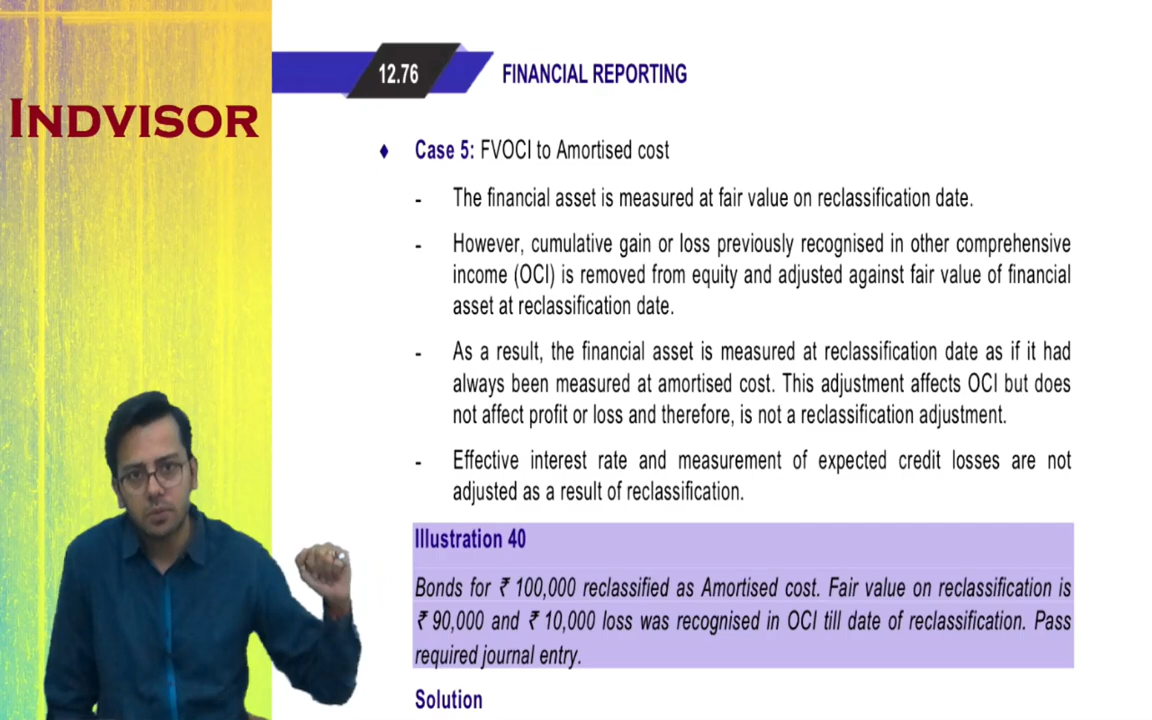 INDVISOR
12.76 FINANCIAL REPORTING
♦ Case 5: FVOCI to Amortised cost
- The financial asset is measured at fair value on reclassification date.
- However, cumulative gain or loss previously recognised in other comprehensive
income (OCI) is removed from equity and adjusted against fair value of financial
asset at reclassification date.
- As a result, the financial asset is measured at reclassification date as if it had
always been measured at amortised cost. This adjustment affects OCI but does
not affect profit or loss and therefore, is not a reclassification adjustment.
- Effective interest rate and measurement of expected credit losses are not
adjusted as a result of reclassification.
Illustration 40
Bonds for ₹ 100,000 reclassified as Amortised cost. Fair value on reclassification is
₹ 90,000 and ₹ 10,000 loss was recognised in OCI till date of reclassification. Pass
required journal entry.
Solution